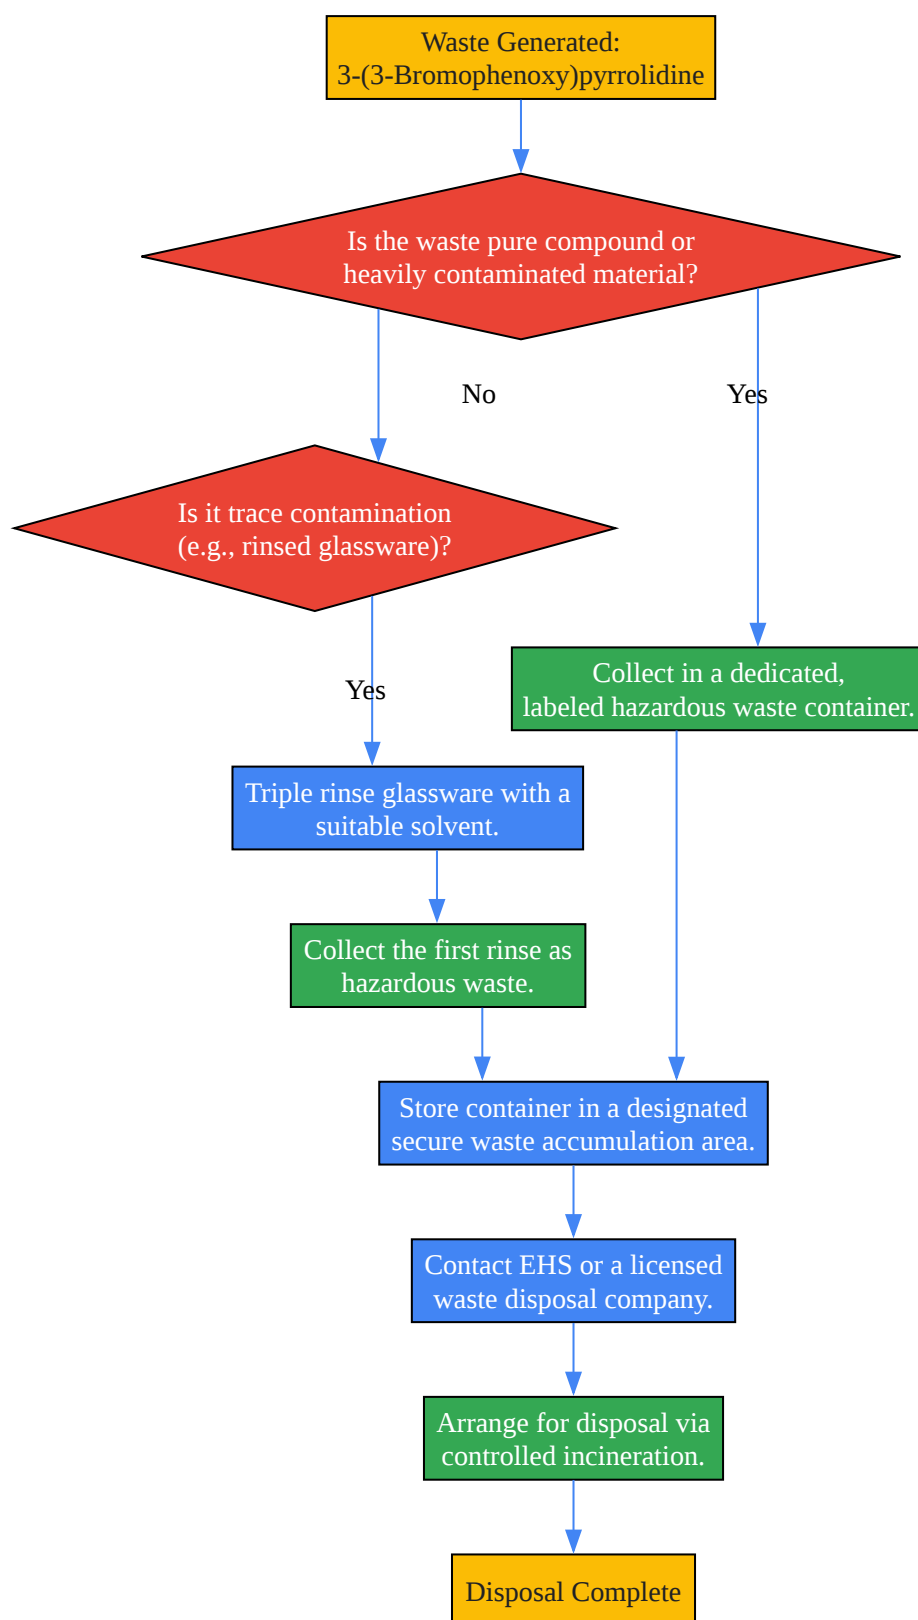 Waste Generated:
3-(3-Bromophenoxy)pyrrolidine
Is the waste pure compound or
heavily contaminated material?
No
Yes
Is it trace contamination
(e.g., rinsed glassware)?
Collect in a dedicated,
labeled hazardous waste container.
Yes
Triple rinse glassware with a
suitable solvent.
Collect the first rinse as
hazardous waste.
Store container in a designated
secure waste accumulation area.
Contact EHS or a licensed
waste disposal company.
Arrange for disposal via
controlled incineration.
Disposal Complete